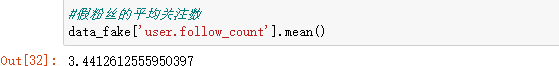 #假粉丝的平均关注数
data_fake['user.follow_count'].mean()
Out[32]: 3.4412612555950397